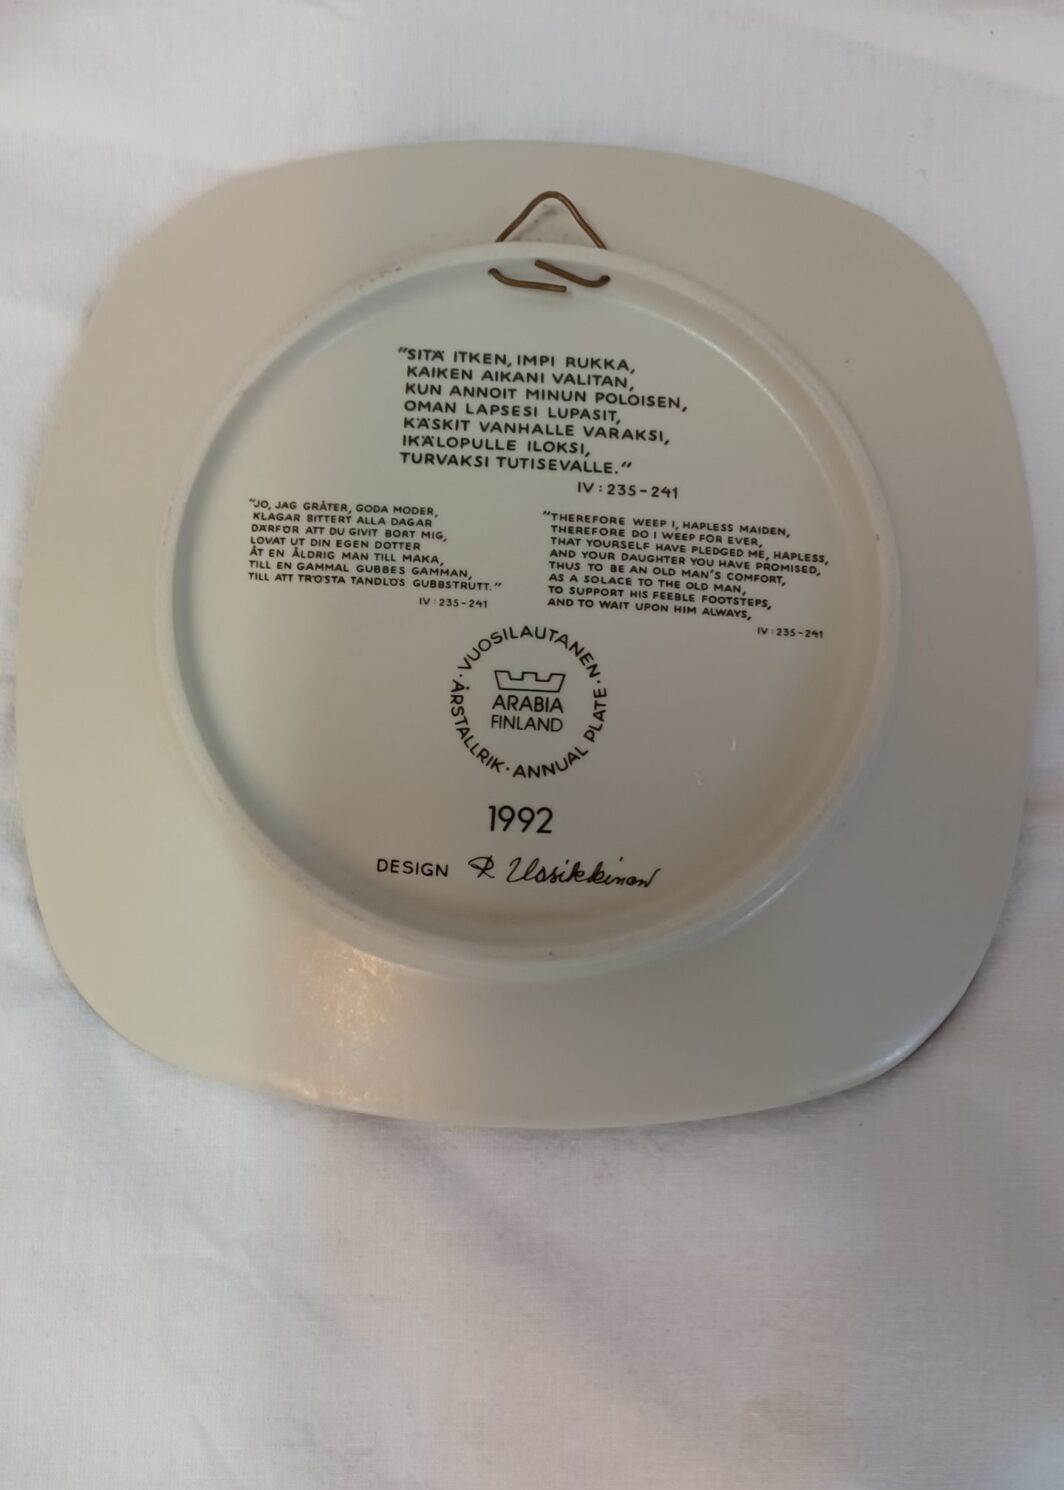 "SITÄ ITKEN, IMPI RUKKA,
KAIKEN AIKANI VALITAN,
KUN ANNOIT MINUN POLOISEN,
OMAN LAPSESI LUPASIT,
KÄSKIT VANHALLE VARAKSI,
IKÄLOPULLE ILOKSI,
TURVAKSI TUTISEVALLE."
IV : 235-241
"JO, JAG GRÅTER, GODA MODER,
KLAGAR BITTERT ALLA DAGAR
DÄRFÖR ATT DU GIVIT BORT MIG,
LOVAT UT DIN EGEN DOTTER
ÅT EN ÅLDRIG MAN TILL MAKA,
TILL EN GAMMAL GUBBES GAMMAN,
TILL ATT TRÖSTA TANDLÖS GUBBSTRUTT."
IV : 235-241
"THEREFORE WEEP I, HAPLESS MAIDEN,
THEREFORE DO I WEEP FOR EVER,
THAT YOURSELF HAVE PLEDGED ME, HAPLESS,
AND YOUR DAUGHTER YOU HAVE PROMISED,
THUS TO BE AN OLD MAN'S COMFORT,
AS A SOLACE TO THE OLD MAN,
TO SUPPORT HIS FEEBLE FOOTSTEPS,
AND TO WAIT UPON HIM ALWAYS,
IV : 235-241
· VUOSILAUTANEN · ÅRSTALLRIK · ANNUAL PLATE
ARABIA
FINLAND
1992
DESIGN R Uosikkinen